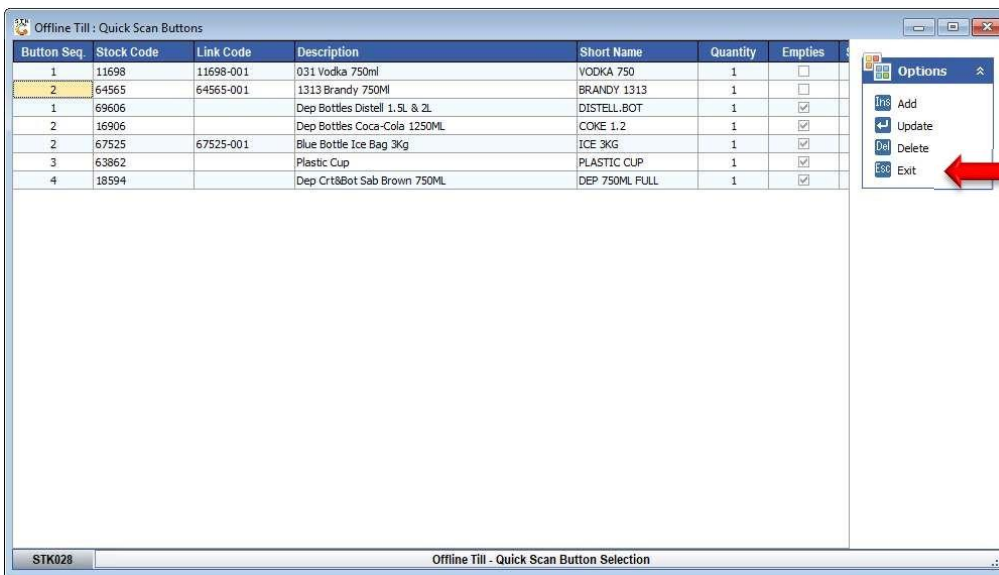 STK Offline Till : Quick Scan Buttons
Button Seq. Stock Code Link Code Description Short Name Quantity Empties
1 11698 11698-001 031 Vodka 750ml VODKA 750 1
2 64565 64565-001 1313 Brandy 750Ml BRANDY 1313 1
1 69606 Dep Bottles Distell 1.5L & 2L DISTELL.BOT 1
2 16906 Dep Bottles Coca-Cola 1250ML COKE 1.2 1
2 67525 67525-001 Blue Bottle Ice Bag 3Kg ICE 3KG 1
3 63862 Plastic Cup PLASTIC CUP 1
4 18594 Dep Crt&Bot Sab Brown 750ML DEP 750ML FULL 1
Options
Ins Add
Update
Del Delete
Esc Exit
STK028 Offline Till - Quick Scan Button Selection